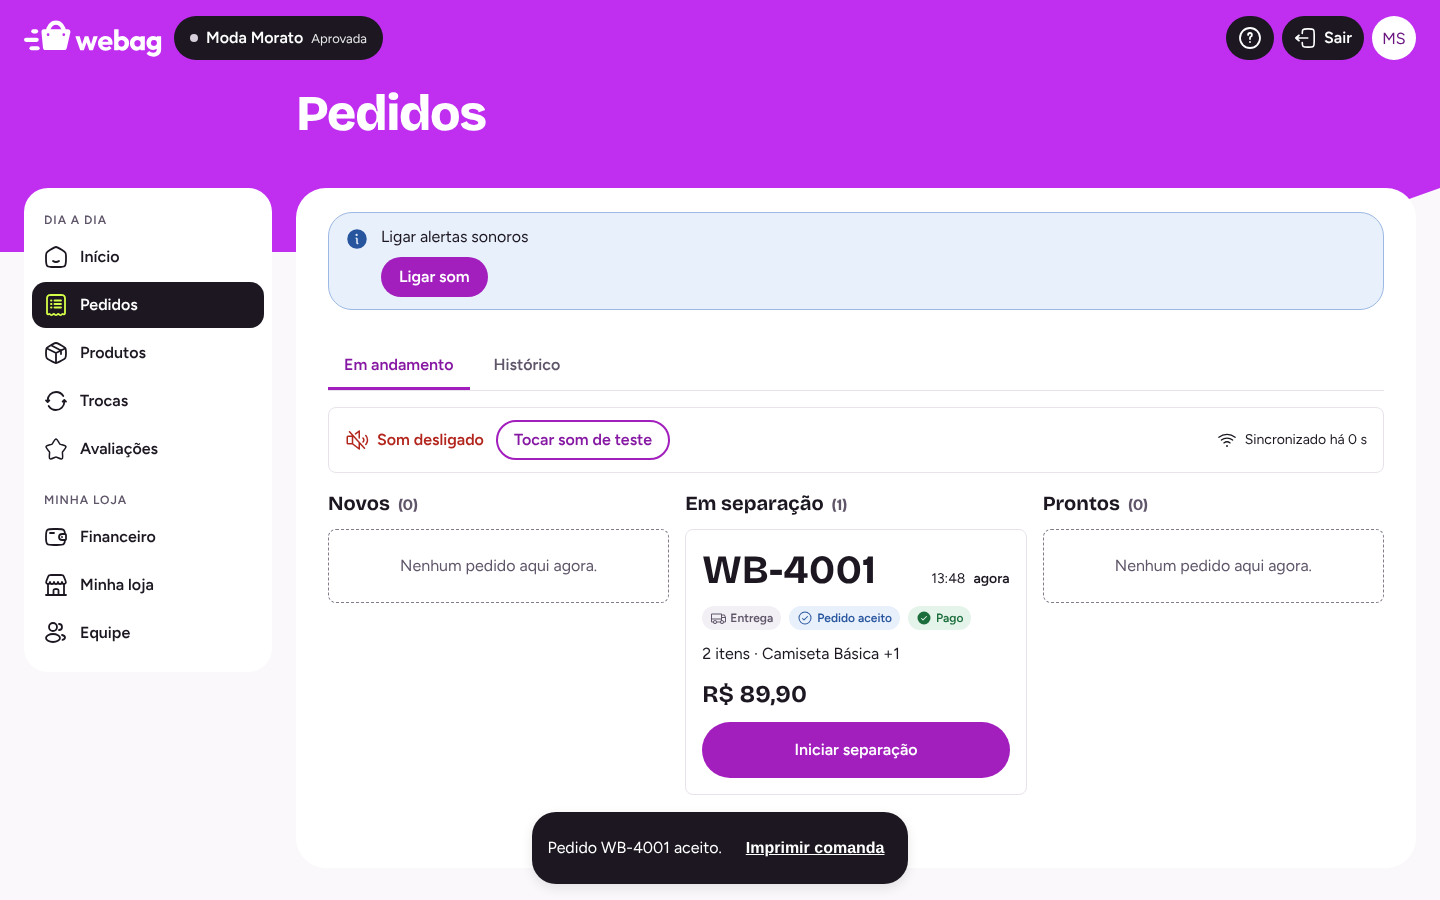 webag
Moda Morato Aprovada
Sair
MS
Pedidos
DIA A DIA
Início
Pedidos
Produtos
Trocas
Avaliações
MINHA LOJA
Financeiro
Minha loja
Equipe
Ligar alertas sonoros
Ligar som
Em andamento Histórico
Som desligado Tocar som de teste Sincronizado há 0 s
Novos (0)
Nenhum pedido aqui agora.
Em separação (1)
WB-4001 13:48 agora
Entrega Pedido aceito Pago
2 itens · Camiseta Básica +1
R$ 89,90
Iniciar separação
Prontos (0)
Nenhum pedido aqui agora.
Pedido WB-4001 aceito. Imprimir comanda